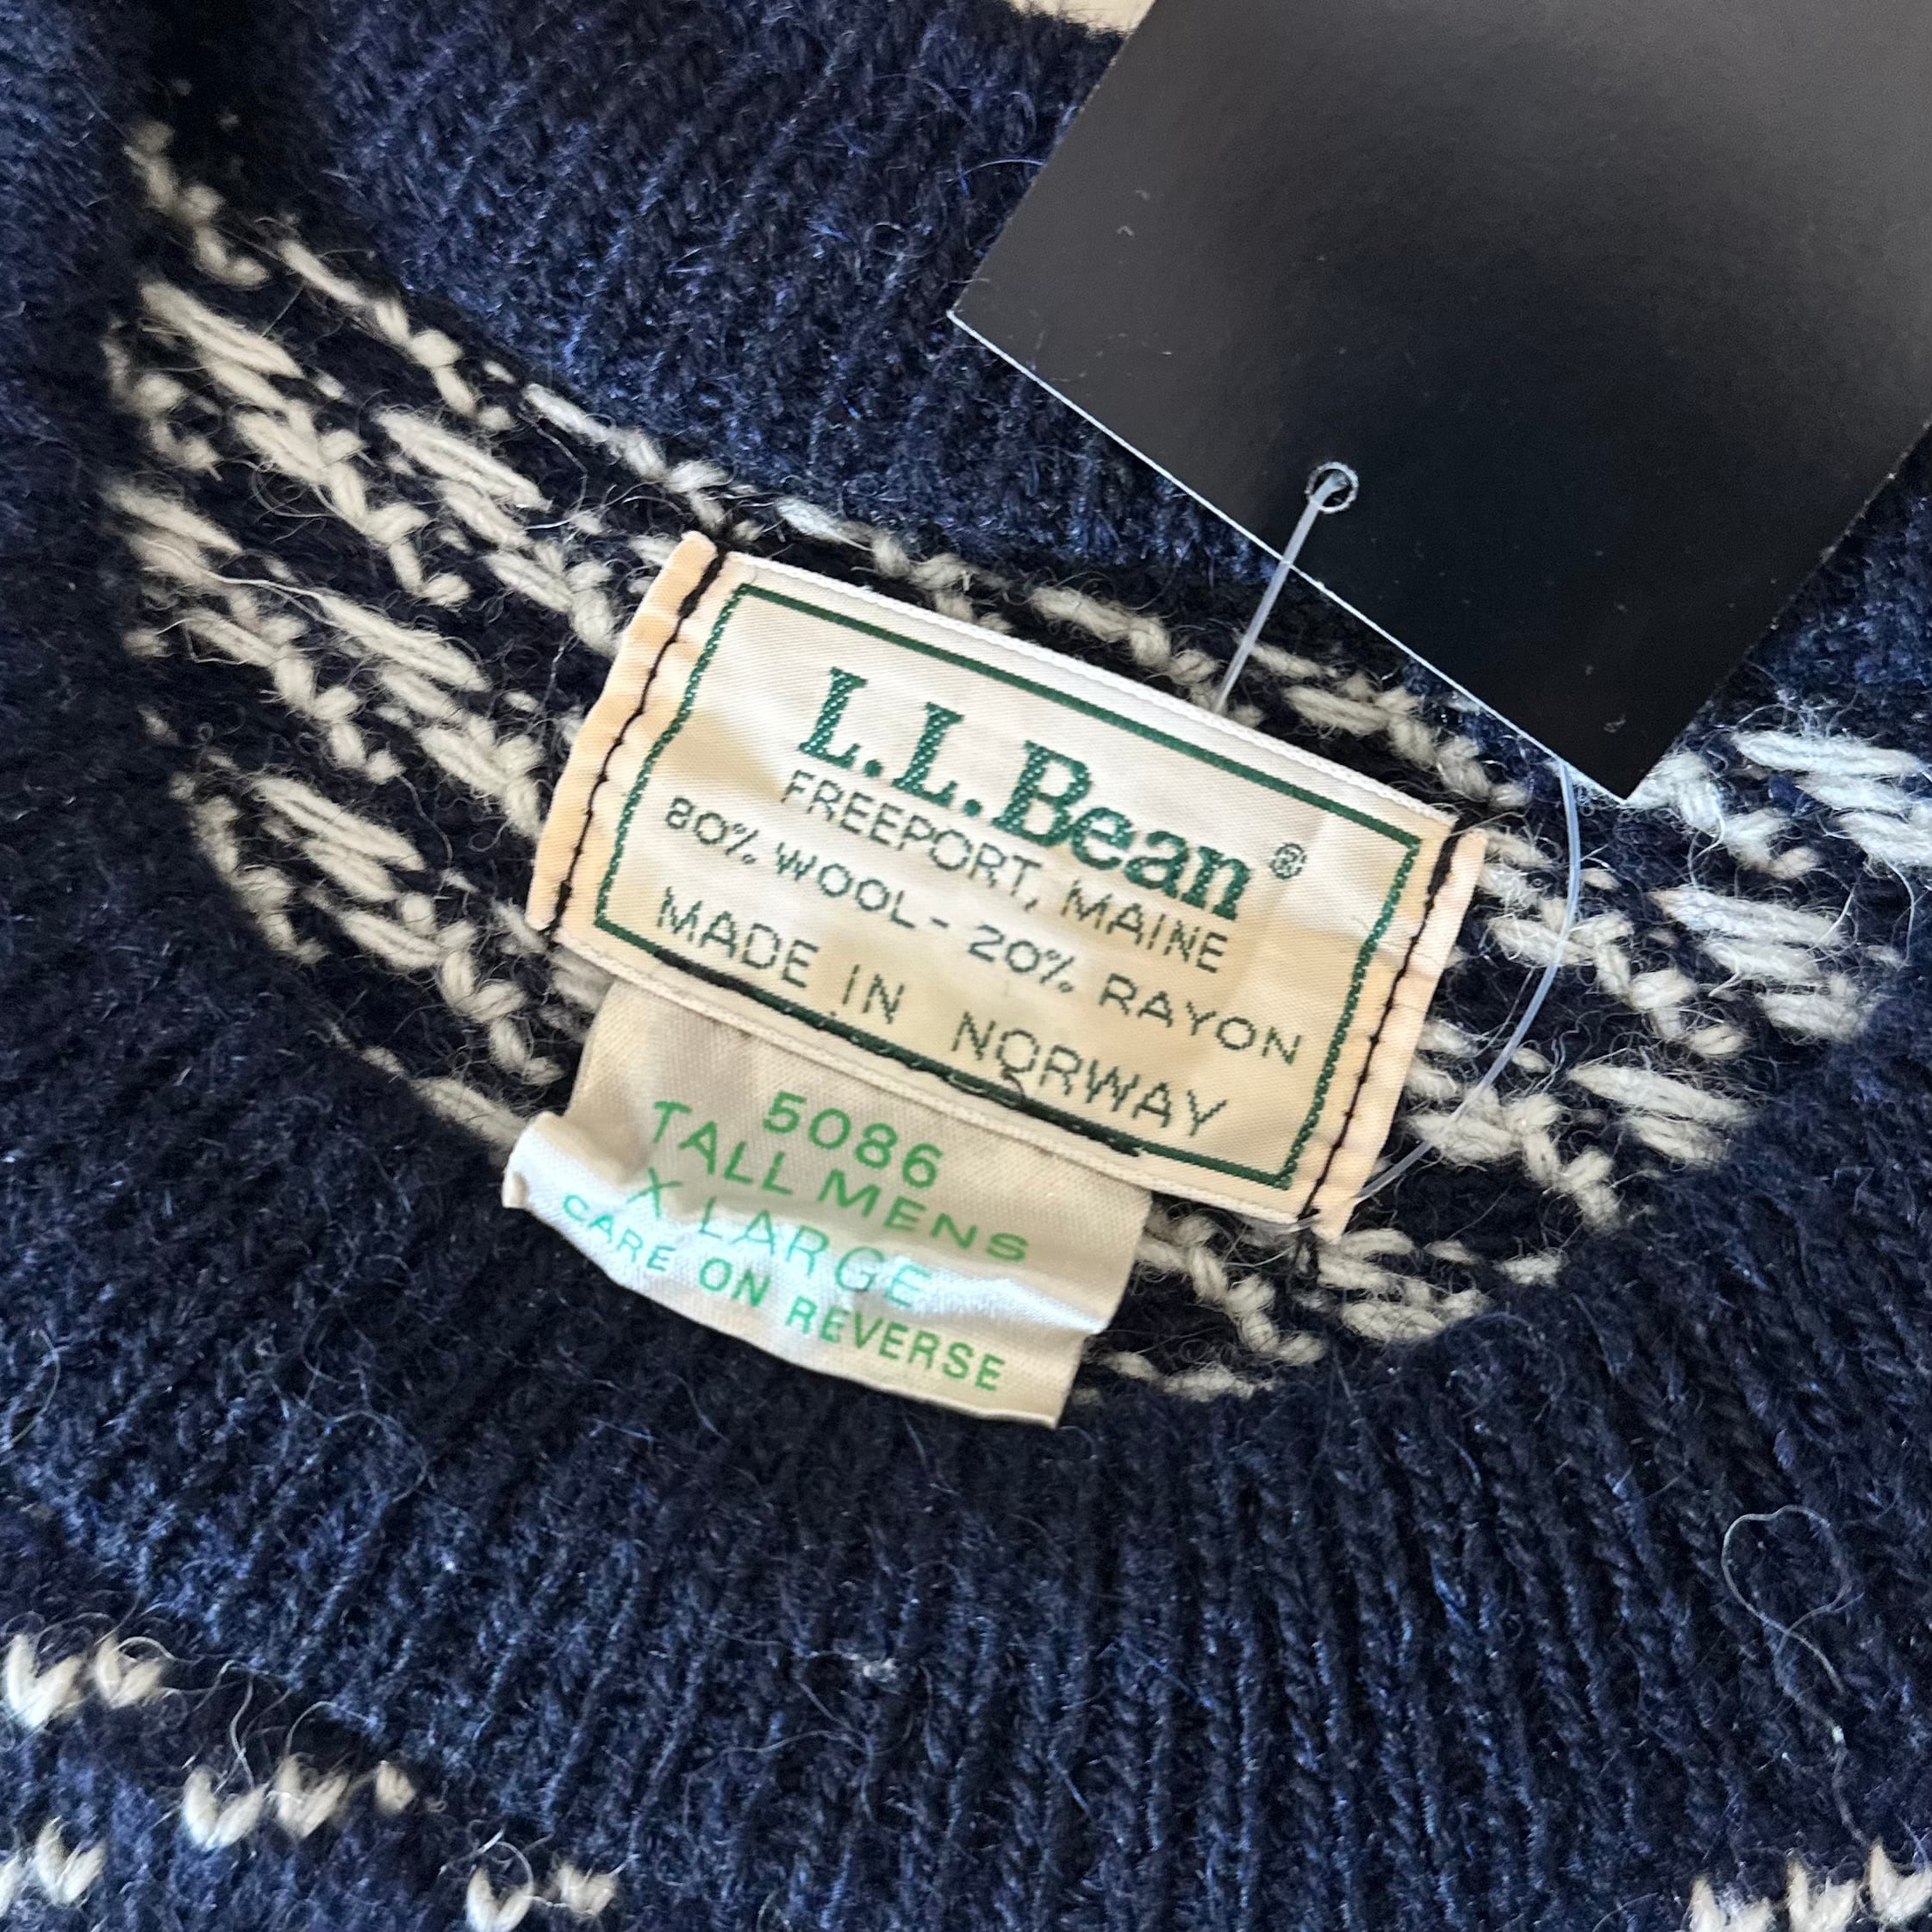 L.L.Bean®
FREEPORT, MAINE
80% WOOL - 20% RAYON
MADE IN NORWAY
5086
TALL MENS
X LARGE
CARE ON REVERSE